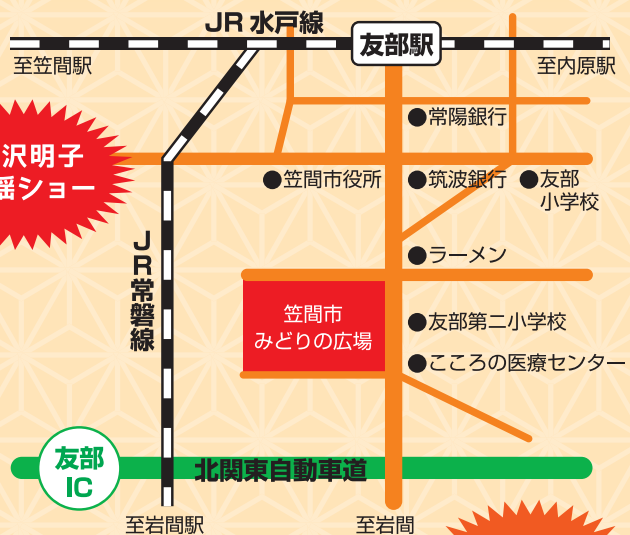 JR水戸線
友部駅
至笠間駅
至内原駅
●常陽銀行
沢明子
謡ショー
●笠間市役所
●筑波銀行
●友部
小学校
JR常磐線
●ラーメン
笠間市
みどりの広場
●友部第二小学校
●こころの医療センター
友部
IC
北関東自動車道
至岩間駅
至岩間